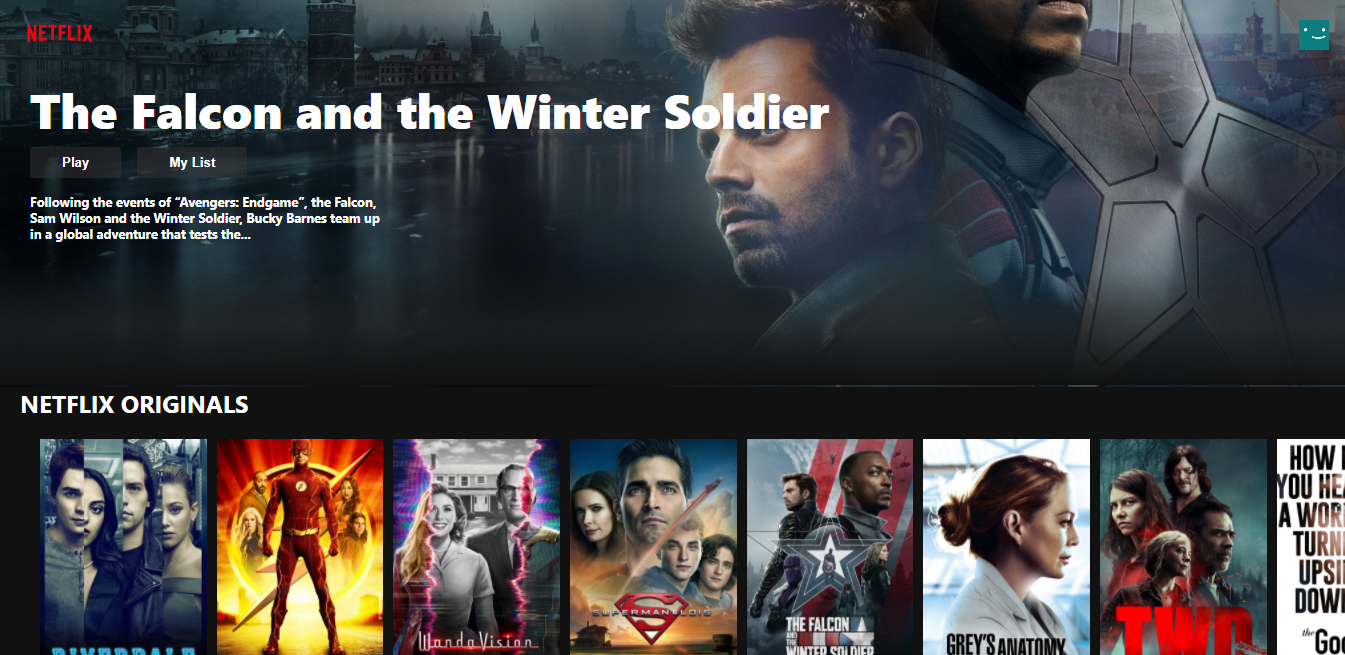 NETFLIX
The Falcon and the Winter Soldier
Play
My List
Following the events of “Avengers: Endgame”, the Falcon,
Sam Wilson and the Winter Soldier, Bucky Barnes team up
in a global adventure that tests the...
NETFLIX ORIGINALS
RIVERDALE
WandaVision
SUPERMAN & LOIS
THE FALCON
AND THE
WINTER SOLDIER
GREY'S ANATOMY
TWD
HOW
YOU HEA
A WOR
TURN
UPSI
DOW
the Goo